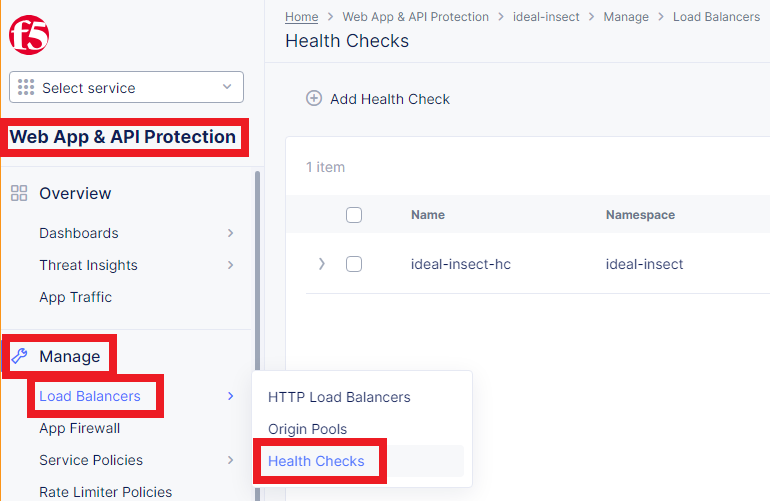 f5
Home > Web App & API Protection > ideal-insect > Manage > Load Balancers
Health Checks
Select service
Web App & API Protection
Overview
Dashboards
Threat Insights
App Traffic
Manage
Load Balancers
App Firewall
Service Policies
Rate Limiter Policies
HTTP Load Balancers
Origin Pools
Health Checks
Add Health Check
1 item
Name Namespace
ideal-insect-hc ideal-insect